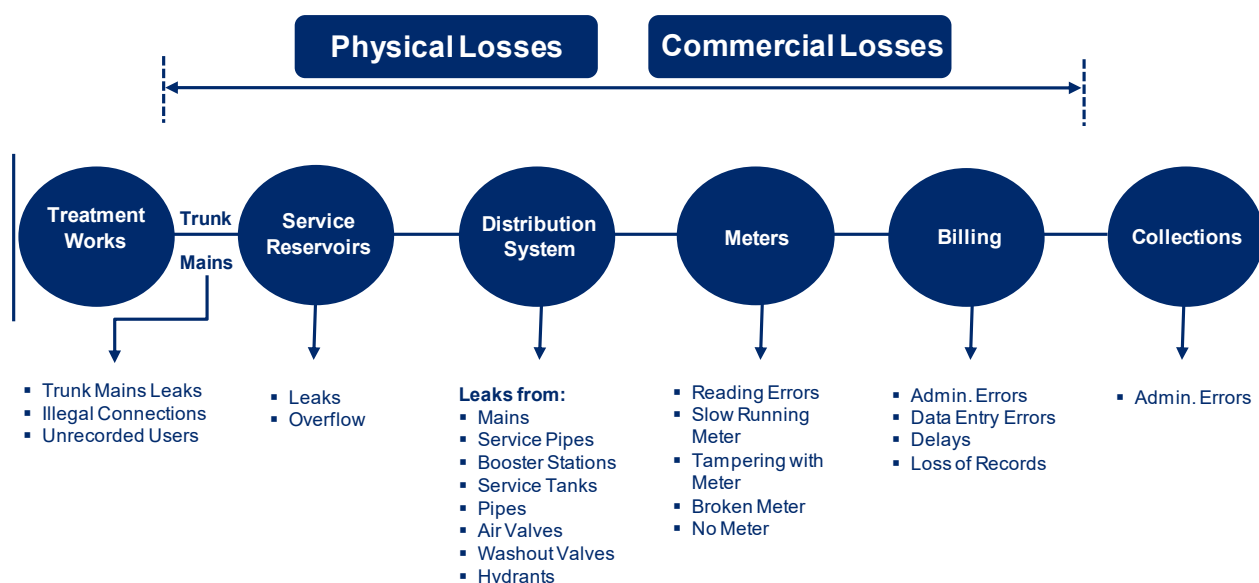 Physical Losses
Commercial Losses
Treatment
Works
Trunk
Mains
Service
Reservoirs
Distribution
System
Meters
Billing
Collections
▪ Trunk Mains Leaks
▪ Illegal Connections
▪ Unrecorded Users
▪ Leaks
▪ Overflow
Leaks from:
▪ Mains
▪ Service Pipes
▪ Booster Stations
▪ Service Tanks
▪ Pipes
▪ Air Valves
▪ Washout Valves
▪ Hydrants
▪ Reading Errors
▪ Slow Running
Meter
▪ Tampering with
Meter
▪ Broken Meter
▪ No Meter
▪ Admin. Errors
▪ Data Entry Errors
▪ Delays
▪ Loss of Records
▪ Admin. Errors